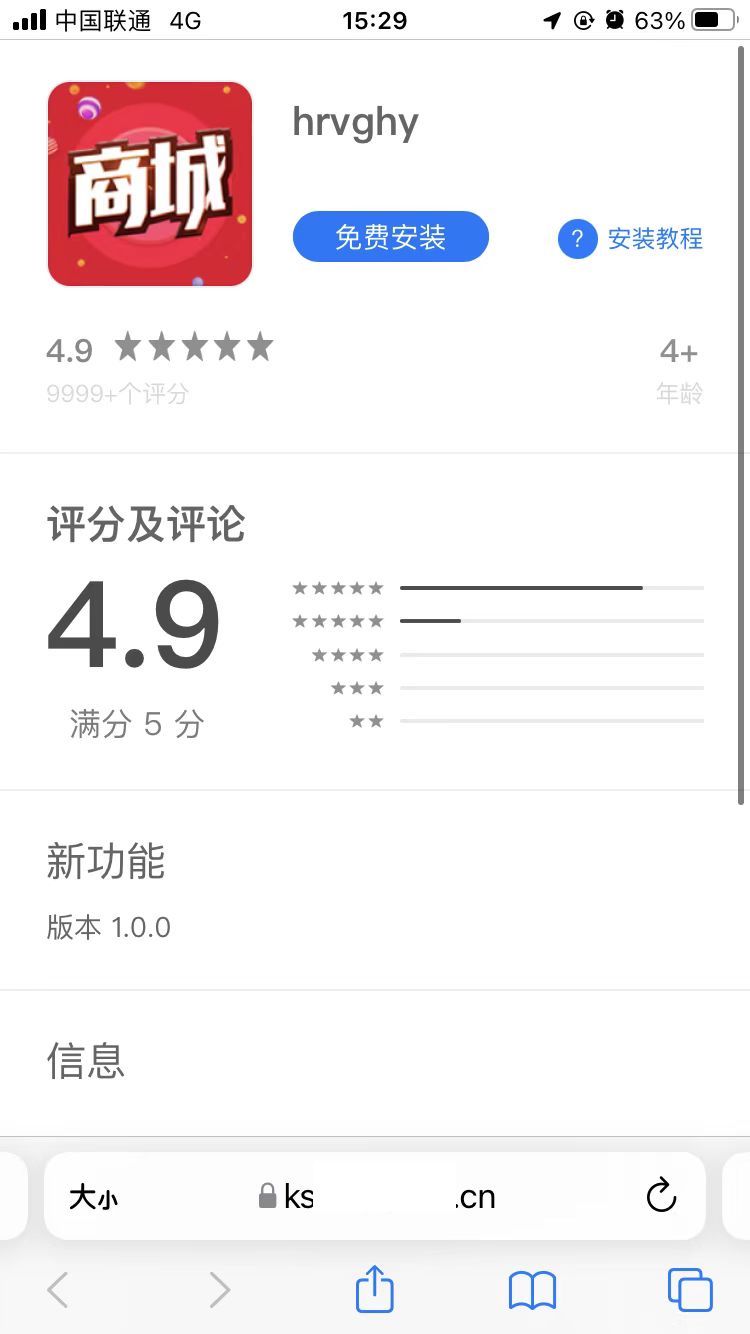 中国联通 4G 15:29 63%
商城
hrvghy
免费安装 ? 安装教程
4.9 ★★★★★ 4+
9999+个评分 年龄
评分及评论
4.9
满分 5 分
★★★★★
★★★★★
★★★★
★★★
★★
新功能
版本 1.0.0
信息
大小 ks .cn